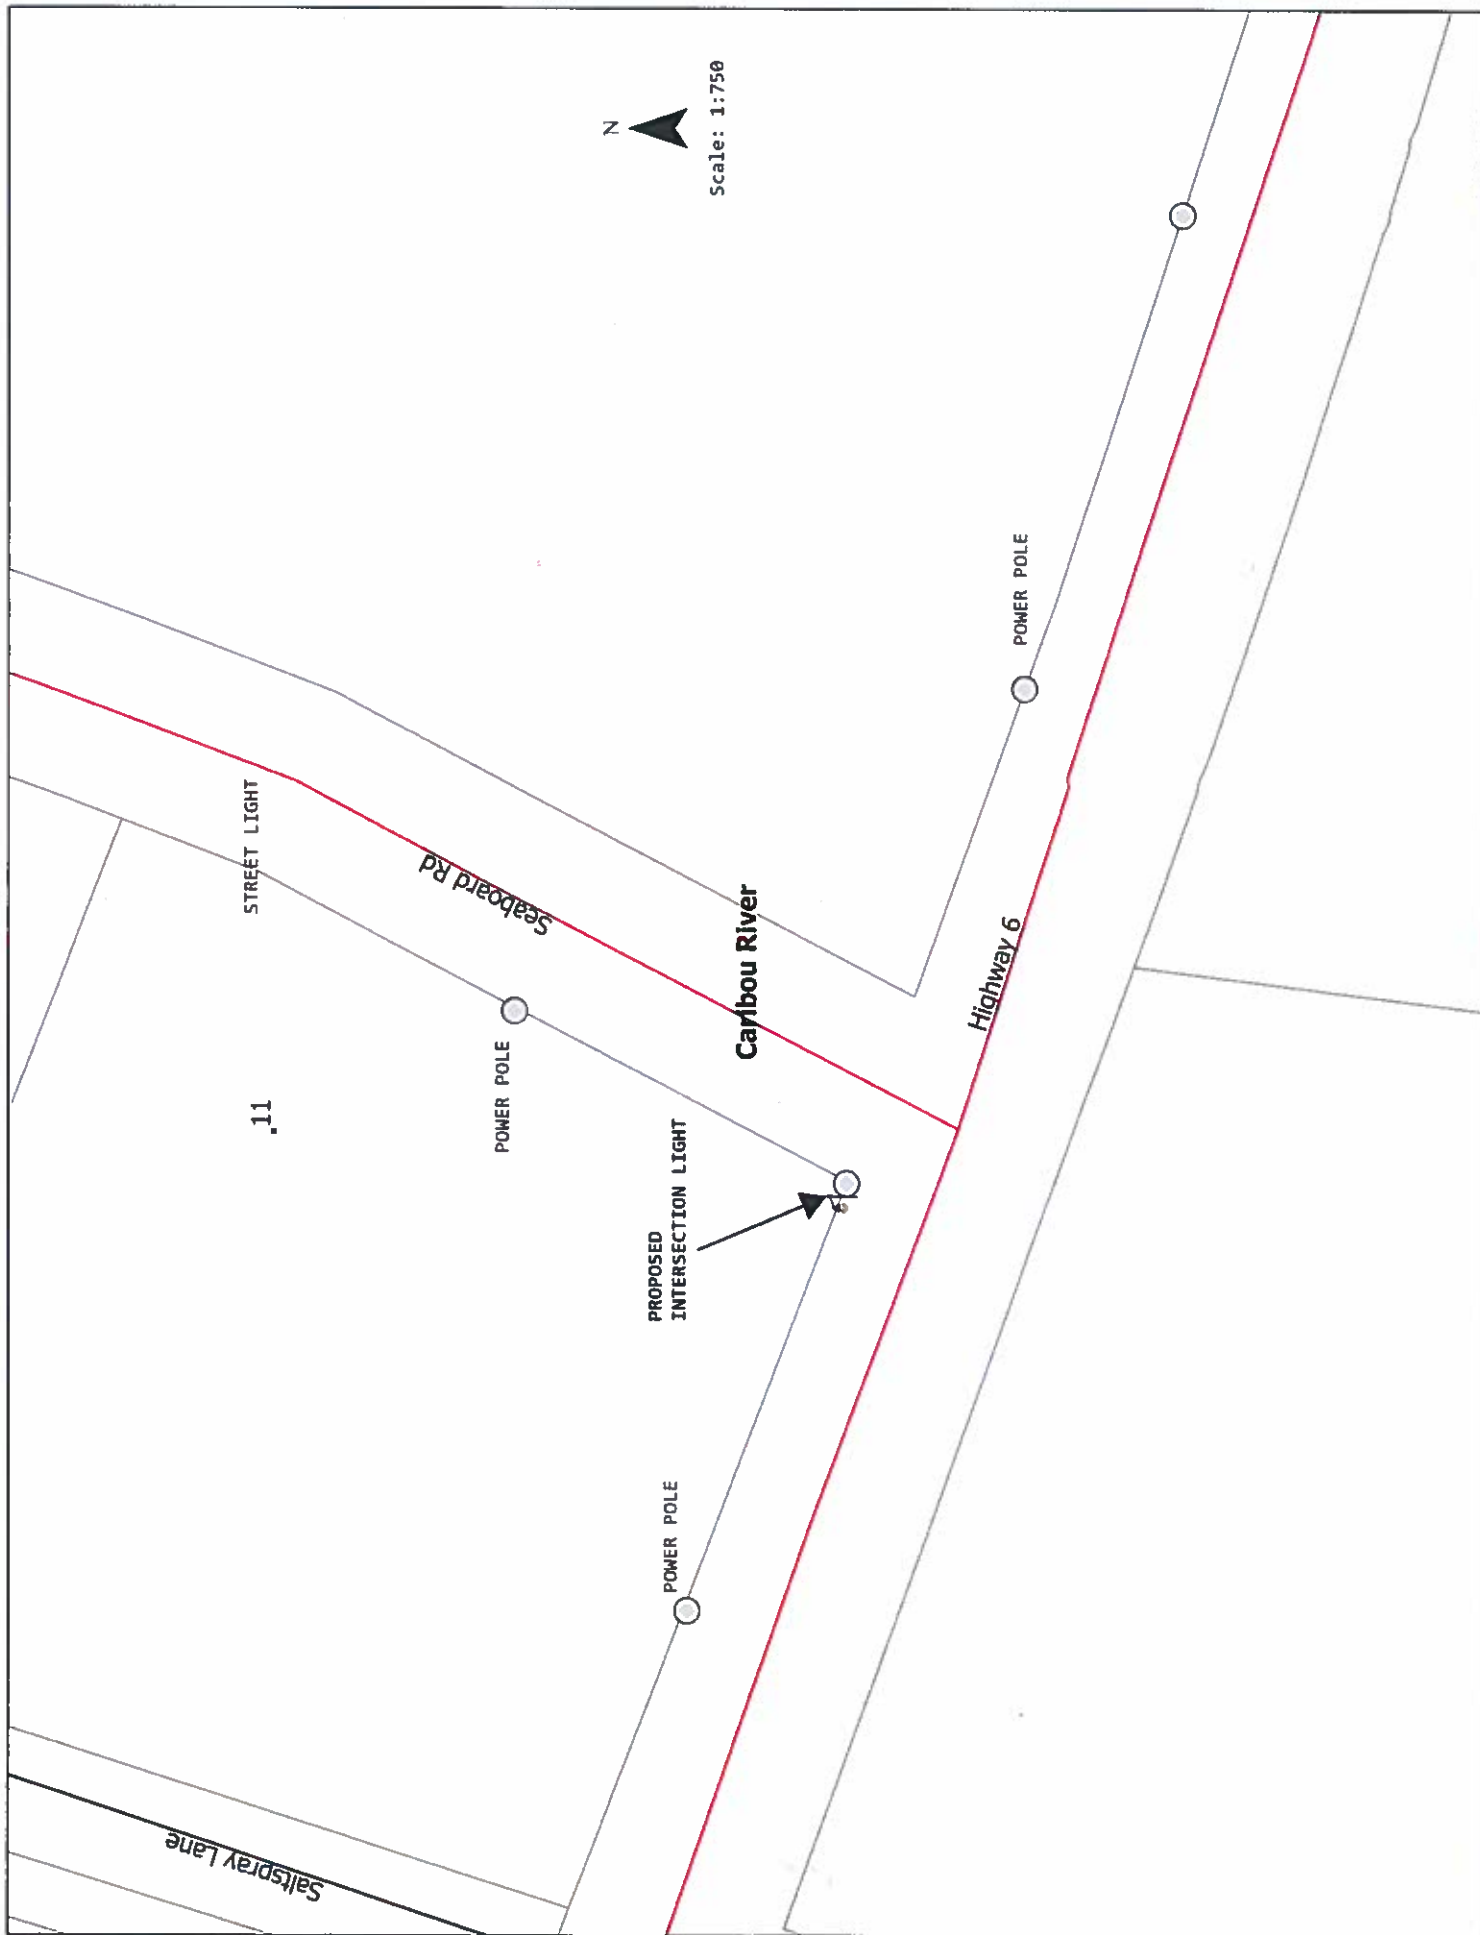 N
Scale: 1:750
STREET LIGHT
Seaboard Rd
.11
POWER POLE
POWER POLE
Caribou River
Highway 6
PROPOSED
INTERSECTION LIGHT
POWER POLE
Saltspray Lane